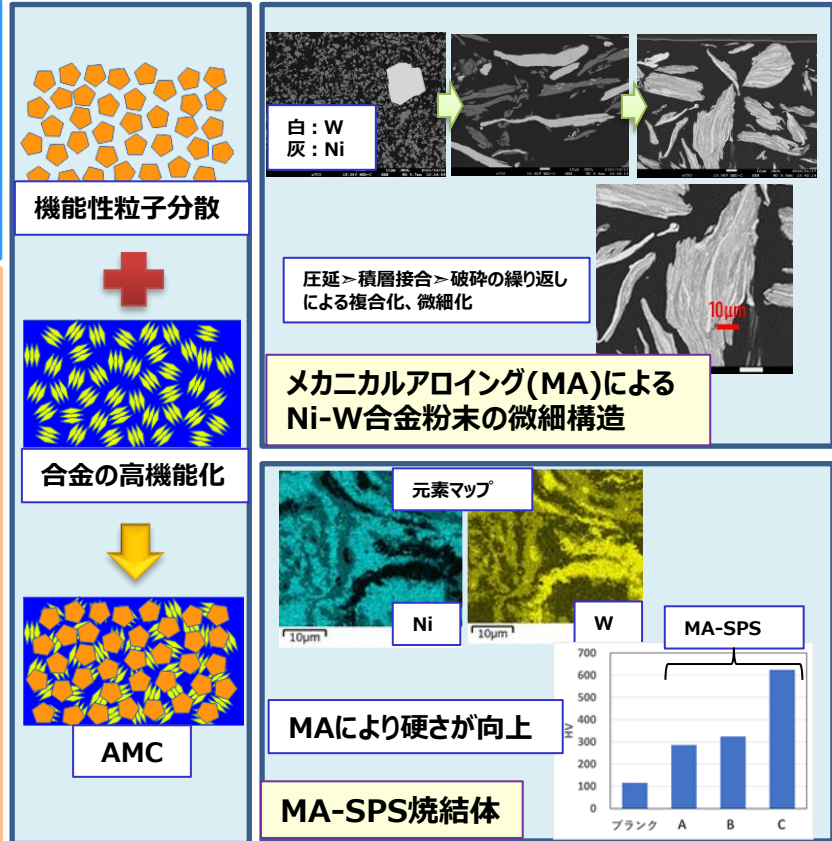 機能性粒子分散
合金の高機能化
AMC
白：W
灰：Ni
圧延＞積層接合＞破砕の繰り返し
による複合化、微細化
10μm
メカニカルアロイング(MA)による
Ni-W合金粉末の微細構造
元素マップ
Ni
W
10μm
10μm
MA-SPS
MAにより硬さが向上
MA-SPS焼結体
HV
700
600
500
400
300
200
100
0
ブランク
A
B
C